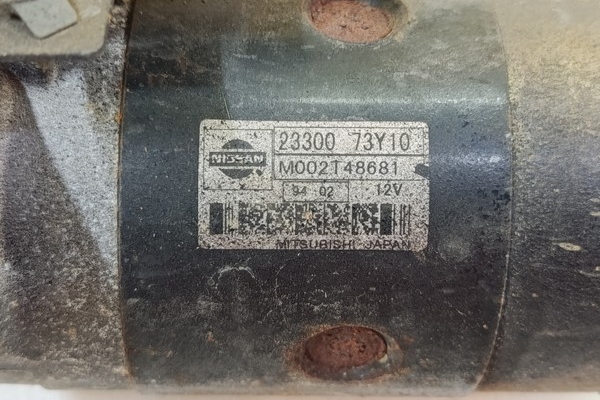 NISSAN
23300 73Y10
M002T48681
94 02 12V
MITSUBISHI JAPAN